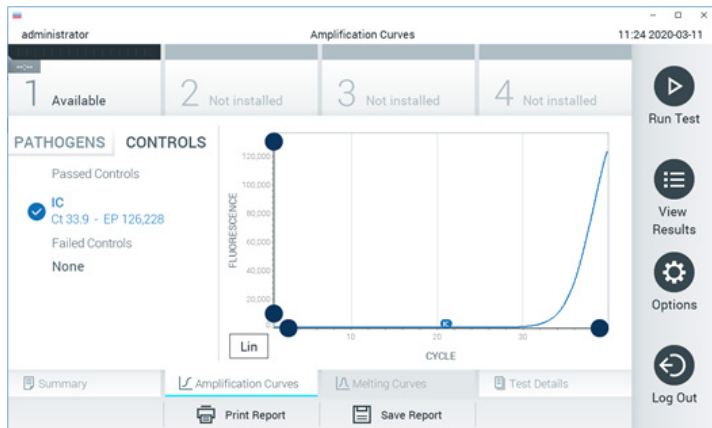 administrator
Amplification Curves
11:24 2020-03-11
1 Available
2 Not installed
3 Not installed
4 Not installed
Run Test
View
Results
Options
Log Out
PATHOGENS CONTROLS
Passed Controls
IC
Ct 33.9 - EP 126,228
Failed Controls
None
FLUORESCENCE
120,000
100,000
80,000
60,000
40,000
20,000
0
IC
10 20 30
CYCLE
Lin
Summary
Amplification Curves
Melting Curves
Test Details
Print Report
Save Report